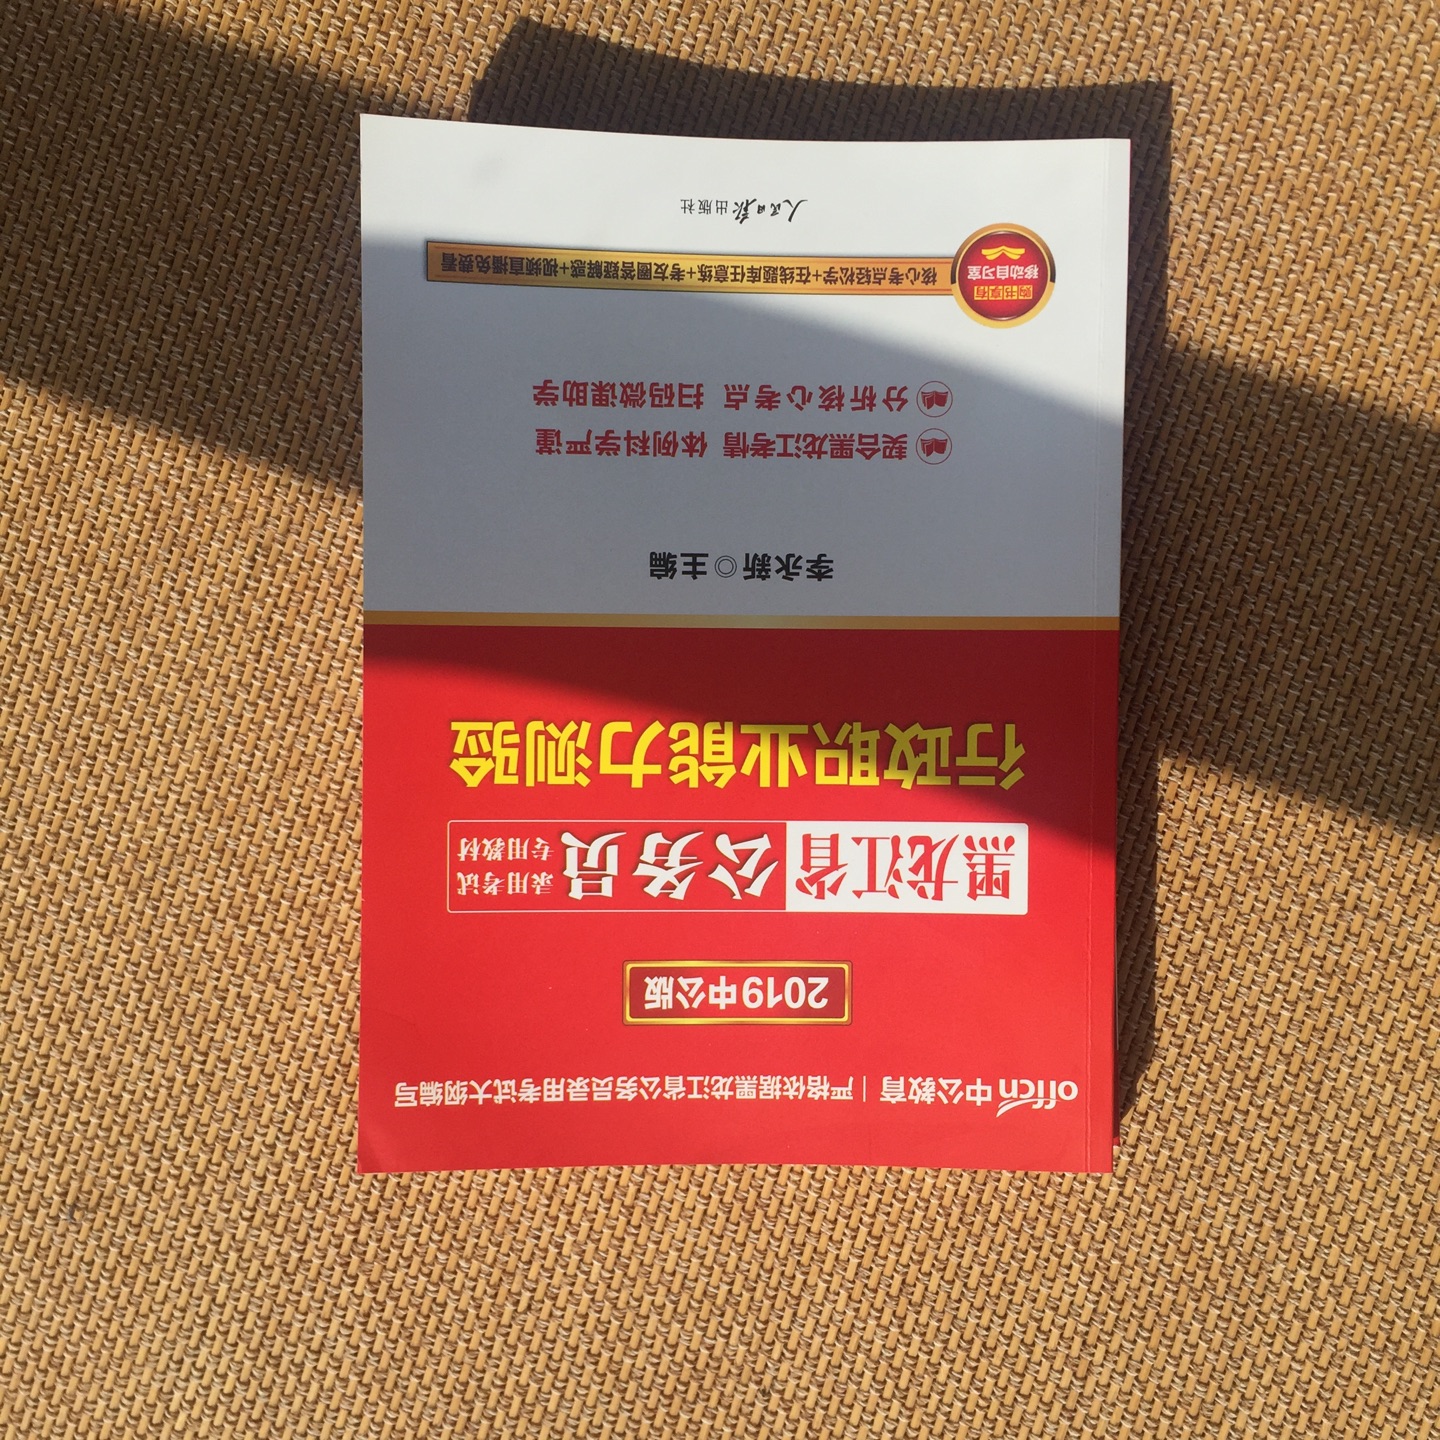 offcn 中公教育 | 严格依据黑龙江省公务员录用考试大纲编写
2019中公版
黑龙江省公务员 录用考试
专用教材
行政职业能力测验
李永新◎主编
契合黑龙江考情 体例科学严谨
分析核心考点 扫码微课助学
购书享有
移动自习室
核心考点轻松学+在线题库任意练+考友圈答疑解惑+视频直播免费看
人民日报出版社